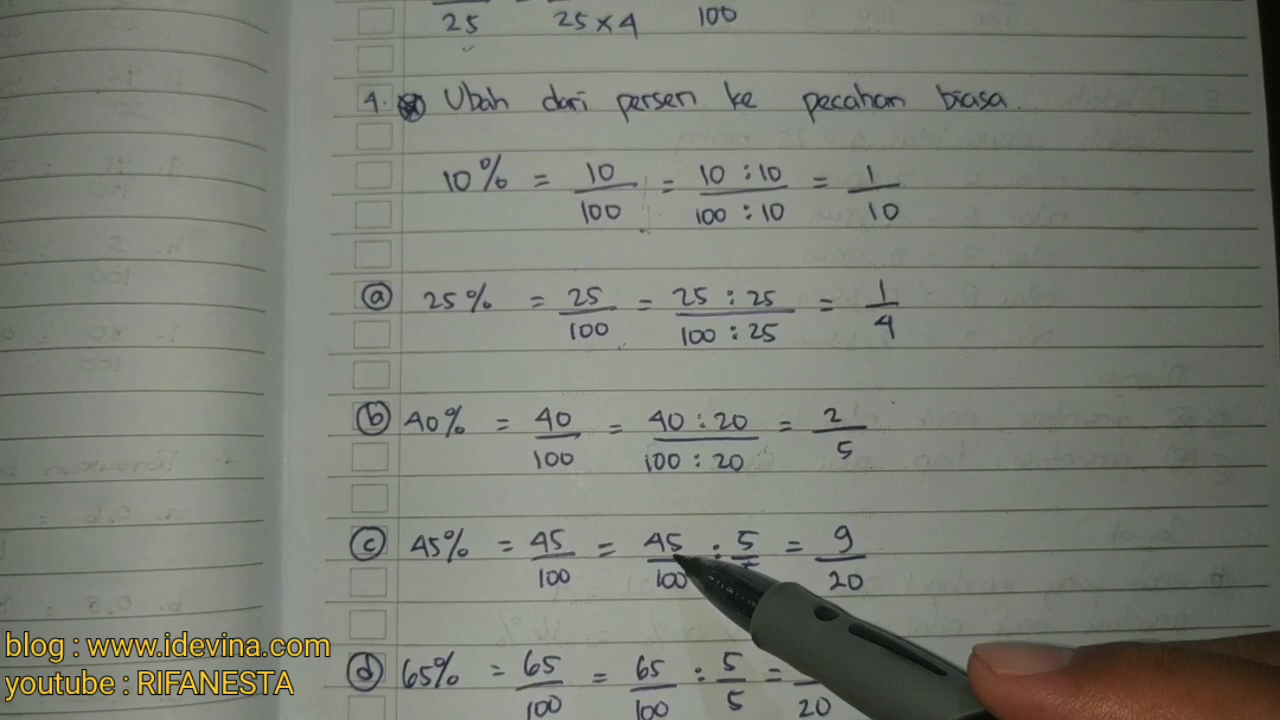 25 25 × 4 100
4. Ubah dari persen ke pecahan biasa.
10% = 10/100 = 10 : 10/100 : 10 = 1/10
a 25% = 25/100 = 25 : 25/100 : 25 = 1/4
b 40% = 40/100 = 40 : 20/100 : 20 = 2/5
c 45% = 45/100 = 45/100 : 5 = 9/20
d 65% = 65/100 = 65/100 : 5/5 = 20
blog : www.idevina.com
youtube : RIFANESTA